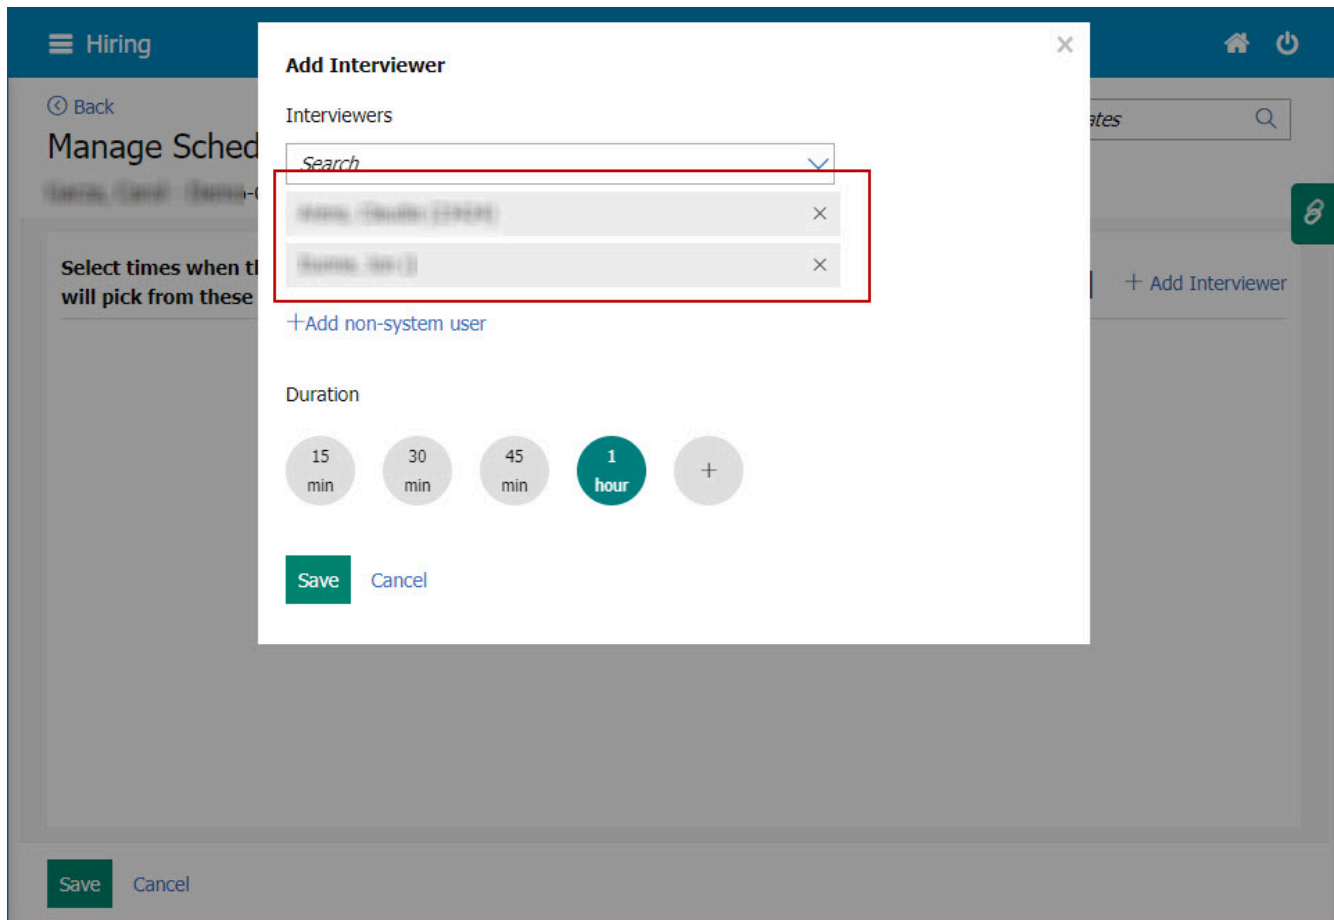 Hiring
Back
Manage Sched
Select times when th
will pick from these
Add Interviewer
Interviewers
Search
+Add non-system user
Duration
15
min
30
min
45
min
1
hour
+
Save Cancel
ates
+ Add Interviewer
Save Cancel